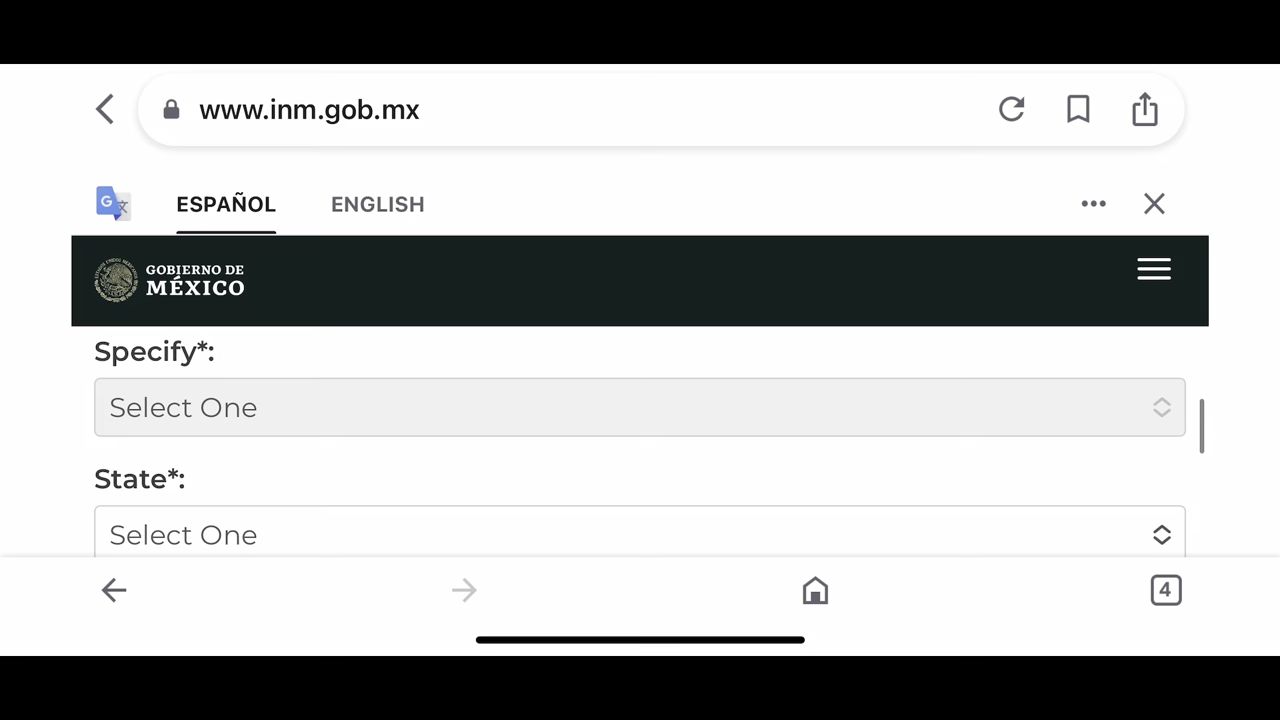 www.inm.gob.mx
ESPAÑOL ENGLISH
GOBIERNO DE
MÉXICO
Specify*:
Select One
State*:
Select One
4